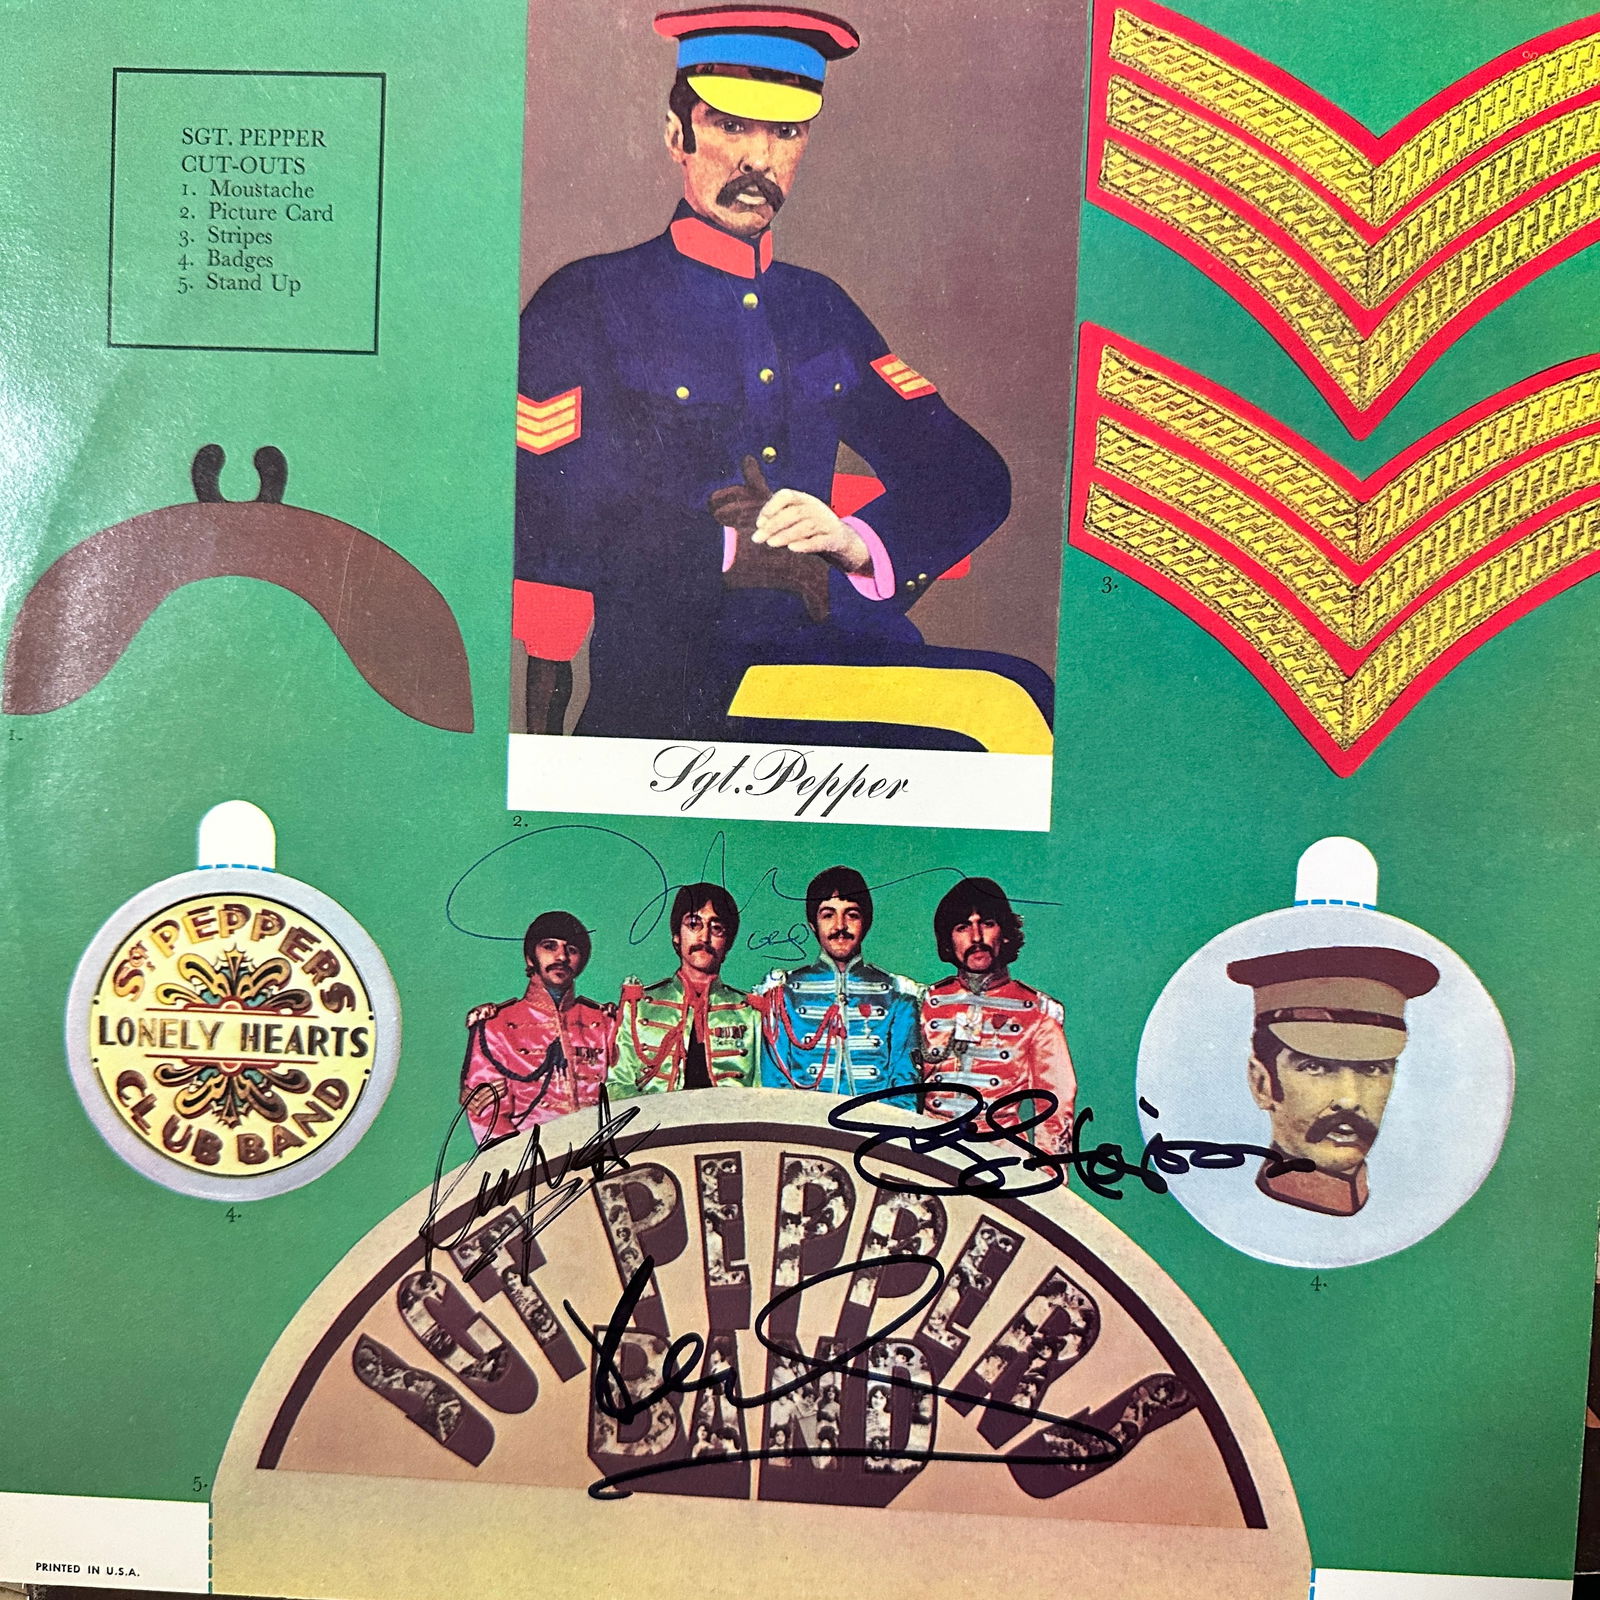 SGT. PEPPER
CUT-OUTS
1. Moustache
2. Picture Card
3. Stripes
4. Badges
5. Stand Up
3.
1.
Sgt. Pepper
2.
SGT. PEPPERS
LONELY HEARTS
CLUB BAND
4.
4.
SGT PEPPERS
BAND
5.
PRINTED IN U.S.A.